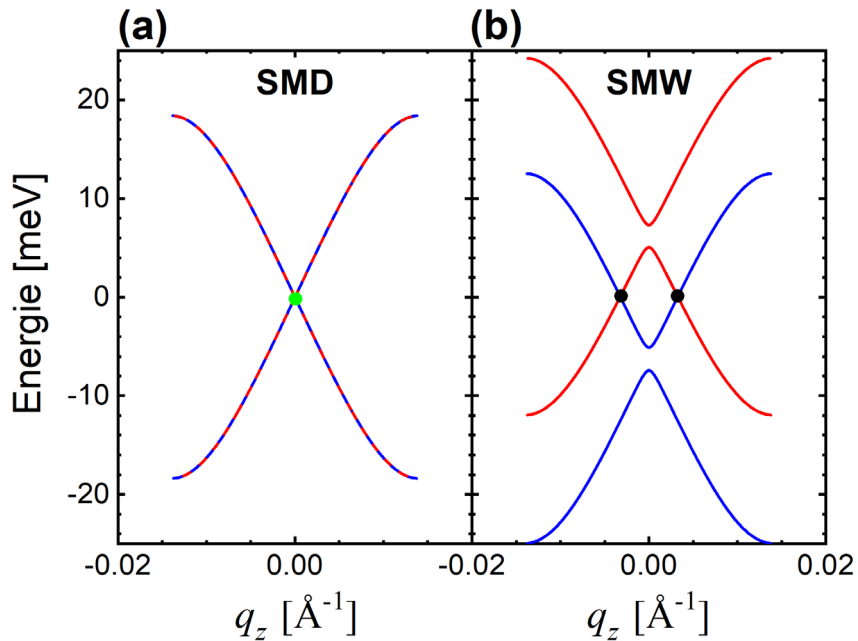 (a)
(b)
SMD
SMW
20
10
0
-10
-20
Energie [meV]
-0.02
0.00
-0.02
0.00
0.02
q_z [Å⁻¹]
q_z [Å⁻¹]